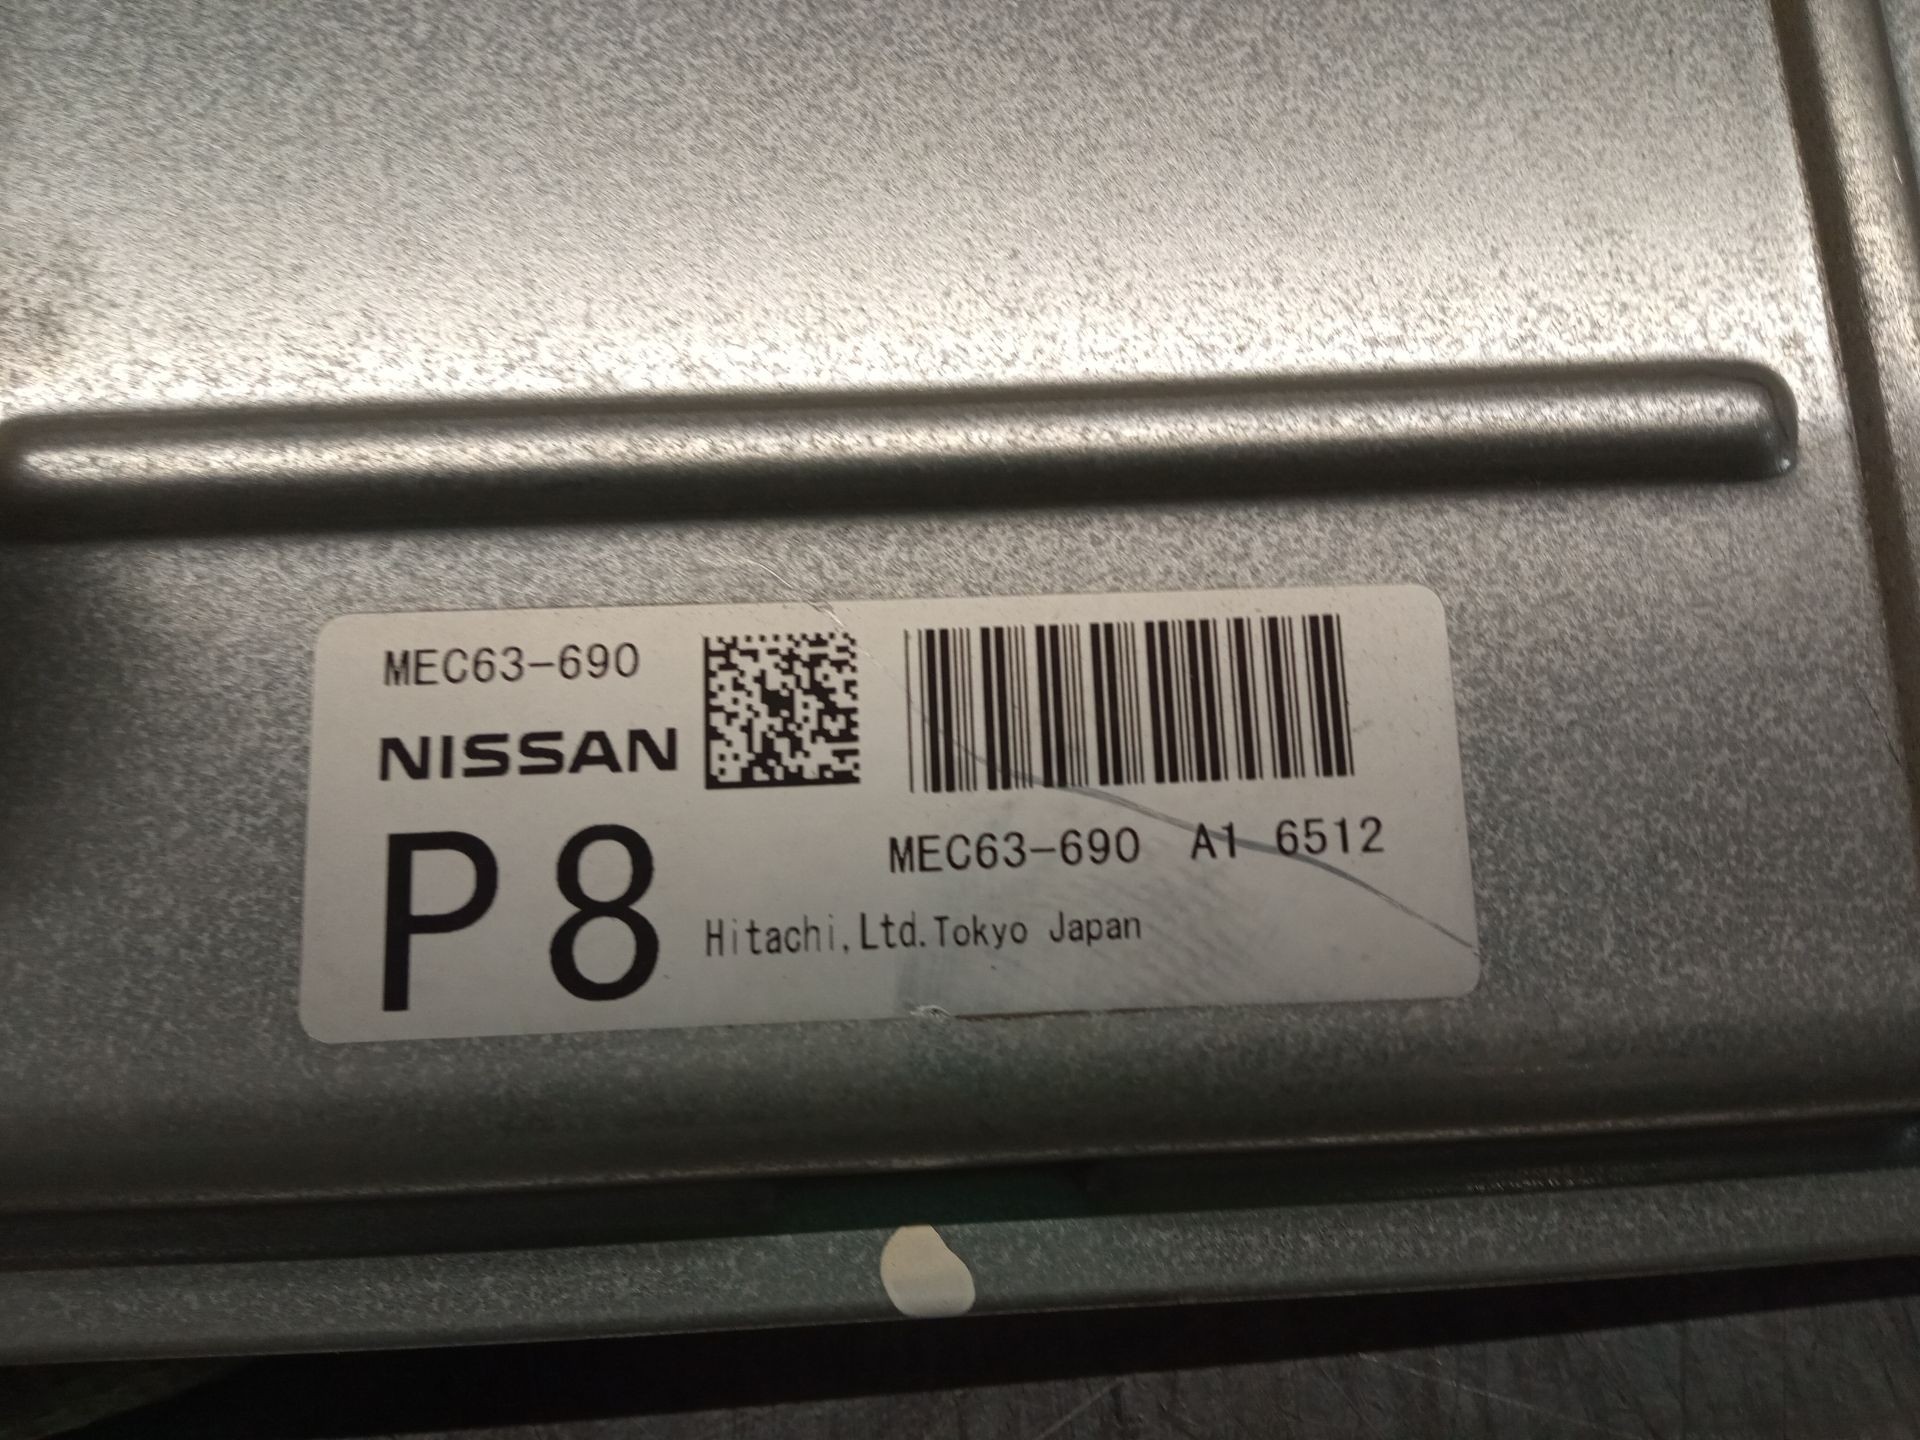 MEC63-690
NISSAN
P8
MEC63-690 A1 6512
Hitachi,Ltd.Tokyo Japan